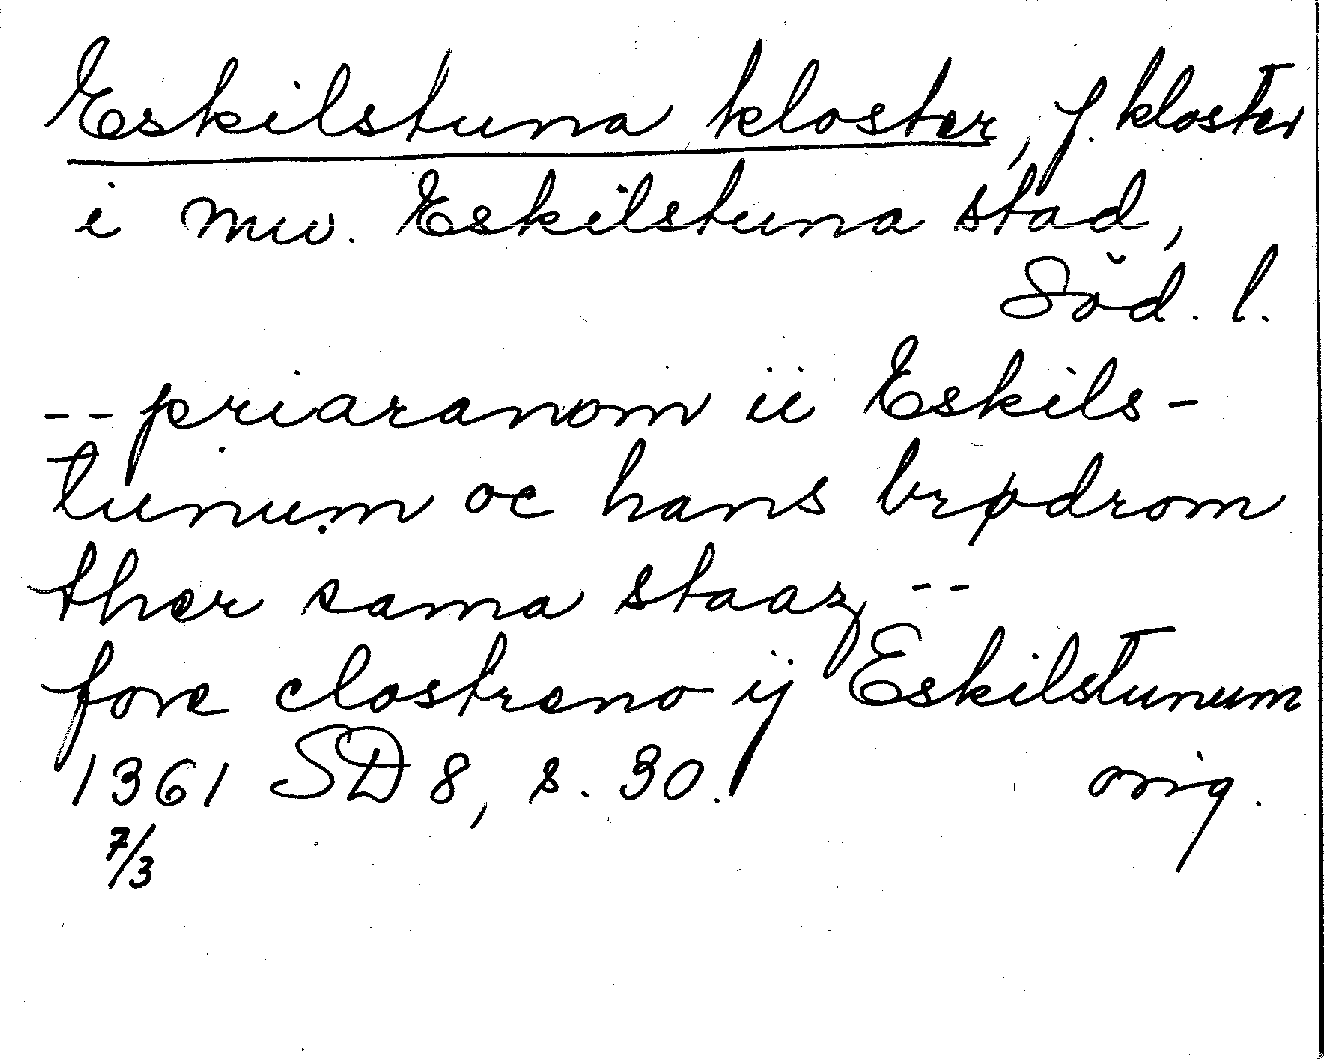 Eskilstuna kloster, f. kloster
i nuv. Eskilstuna stad,
Söd. l.
-- priaranom ii Eskils-
tunum oc hans brødrom
ther sama staaz --
fore clostreno ij Eskilstunum
1361 SD 8, s. 30. orig.
7/3